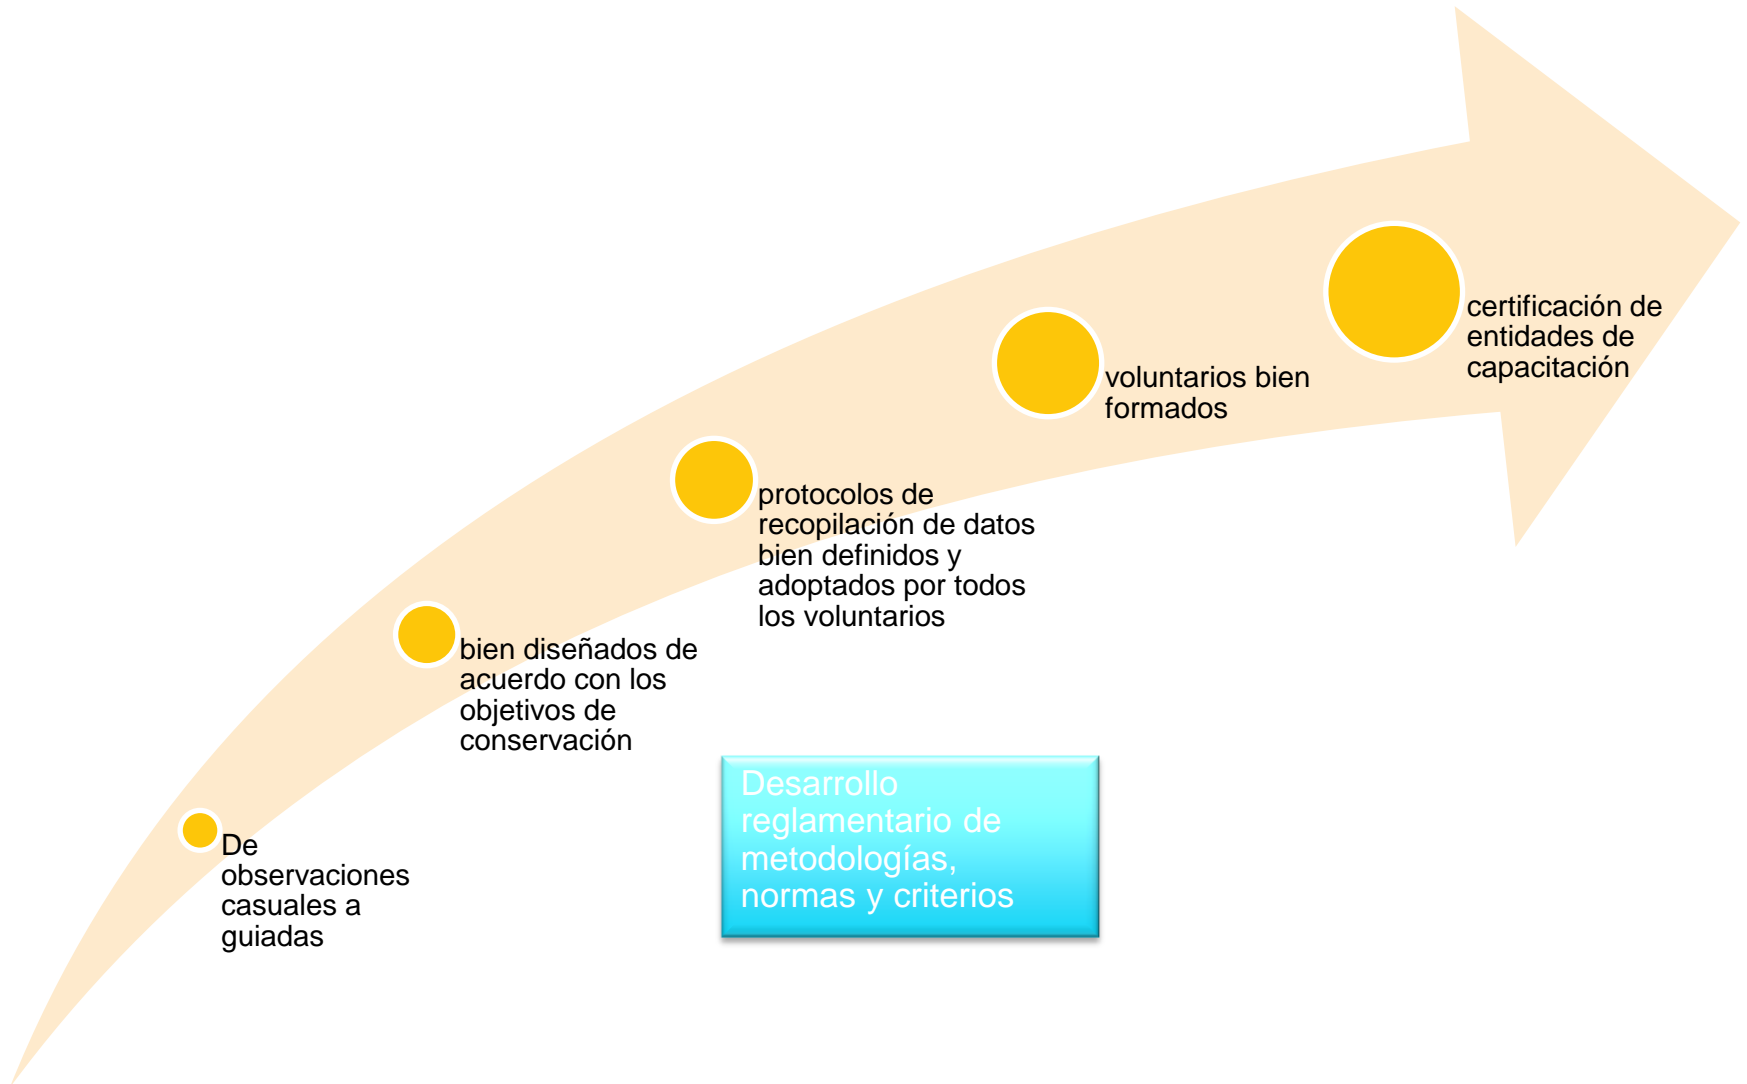 De
observaciones
casuales a
guiadas
bien diseñados de
acuerdo con los
objetivos de
conservación
protocolos de
recopilación de datos
bien definidos y
adoptados por todos
los voluntarios
voluntarios bien
formados
certificación de
entidades de
capacitación
Desarrollo
reglamentario de
metodologías,
normas y criterios